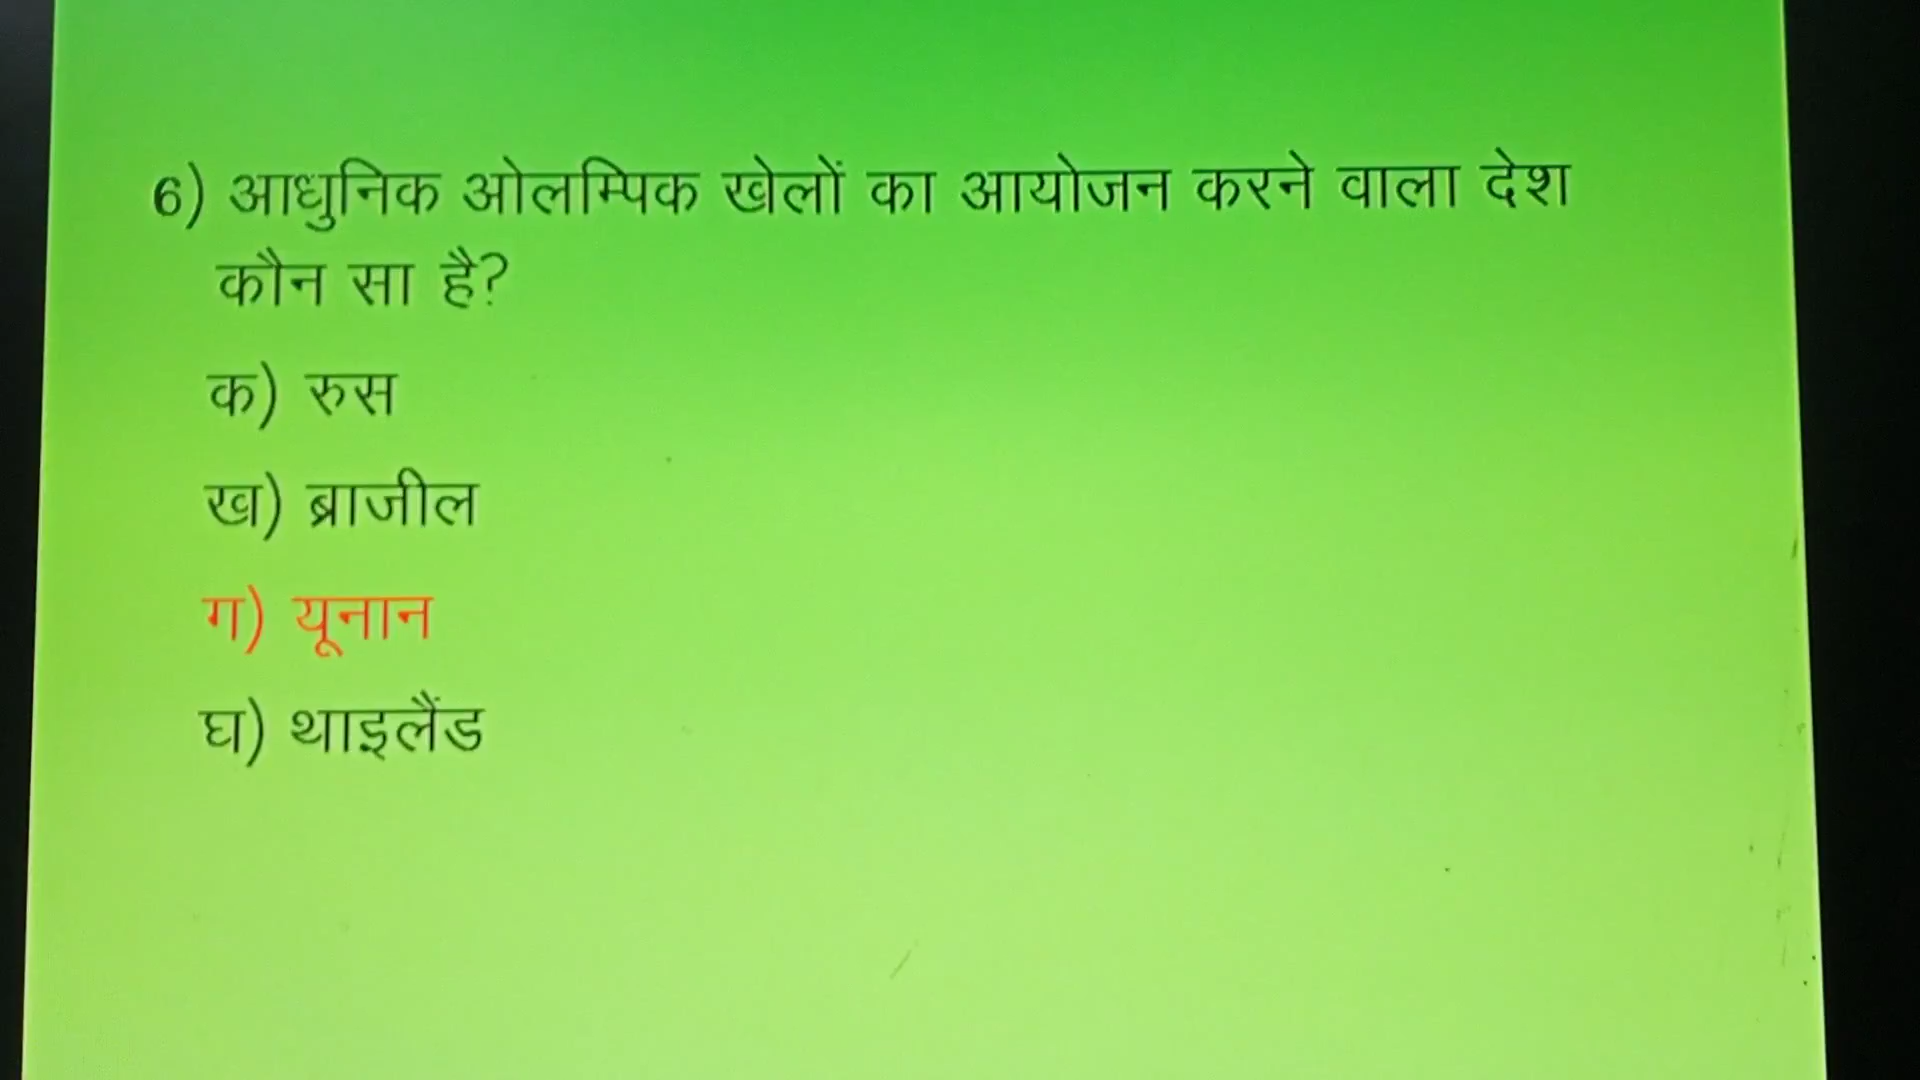 6) आधुनिक ओलम्पिक खेलों का आयोजन करने वाला देश
कौन सा है?
क) रुस
ख) ब्राजील
ग) यूनान
घ) थाइलैंड